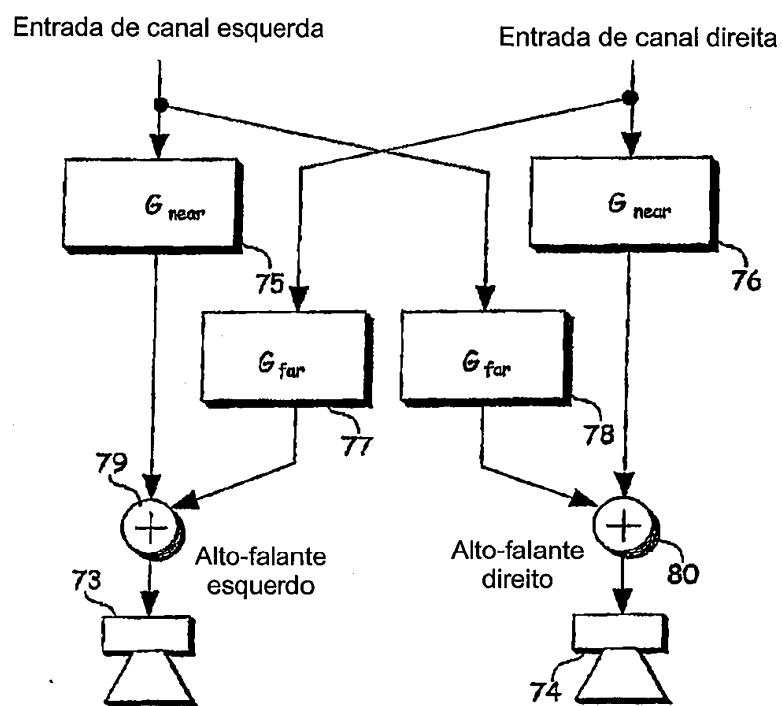 Entrada de canal esquerda
Entrada de canal direita
G near
G near
75
76
G far
G far
77
78
79
80
Alto-falante
esquerdo
Alto-falante
direito
73
74